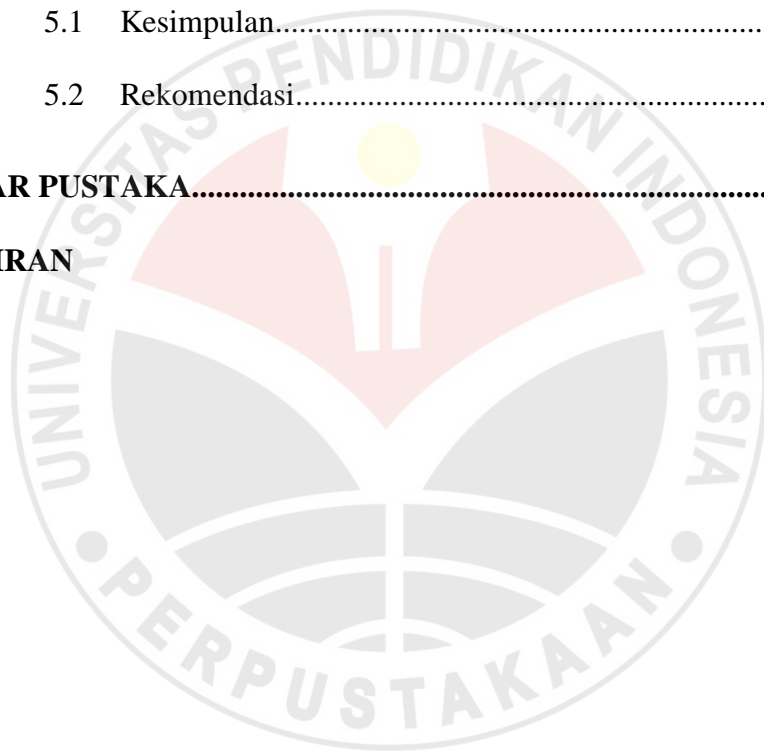 5.1 Kesimpulan..............................................................................
5.2 Rekomendasi..........................................................................
AR PUSTAKA.............................................................................
IRAN
UNIVERSITAS PENDIDIKAN INDONESIA
PERPUSTAKAAN